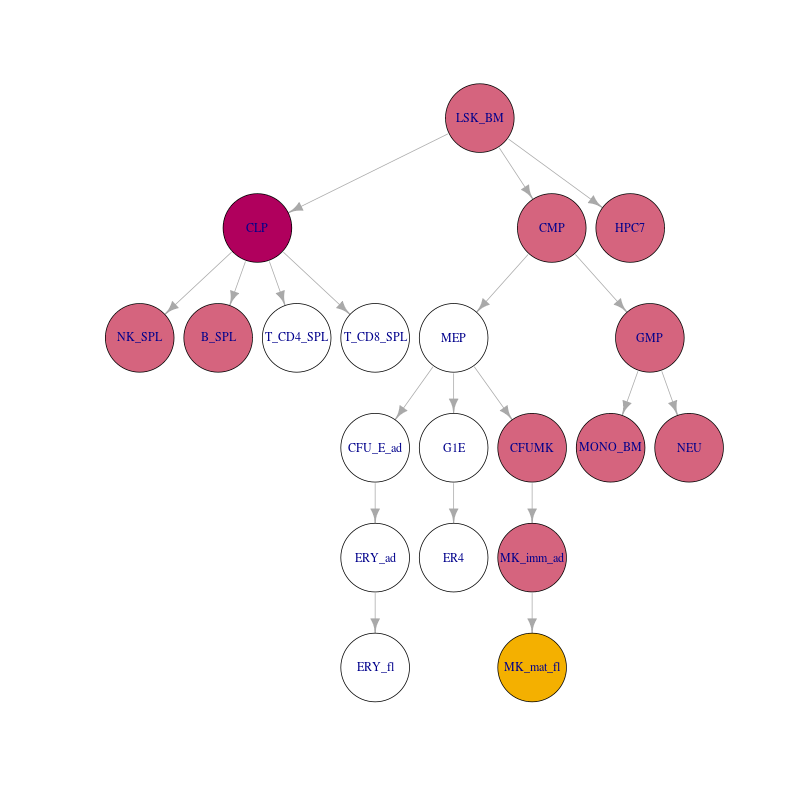 LSK_BM
CLP
CMP
HPC7
NK_SPL
B_SPL
T_CD4_SPL
T_CD8_SPL
MEP
GMP
CFU_E_ad
G1E
CFUMK
MONO_BM
NEU
ERY_ad
ER4
MK_imm_ad
ERY_fl
MK_mat_fl